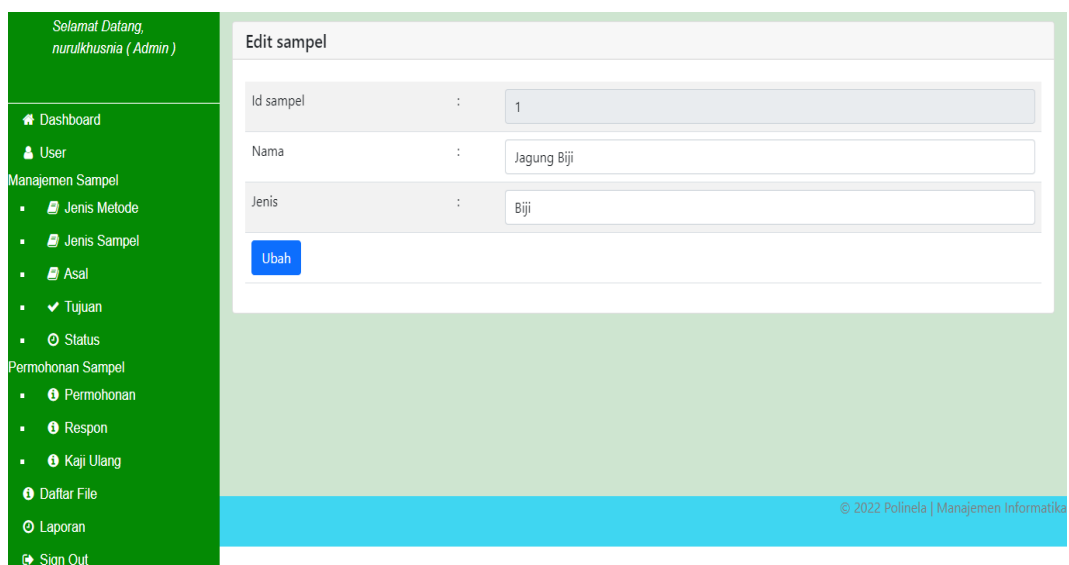 Selamat Datang,
nurulkhusnia ( Admin )
Dashboard
User
Manajemen Sampel
Jenis Metode
Jenis Sampel
Asal
Tujuan
Status
Permohonan Sampel
Permohonan
Respon
Kaji Ulang
Daftar File
Laporan
Sign Out
Edit sampel
Id sampel : 1
Nama : Jagung Biji
Jenis : Biji
Ubah
© 2022 Polinela | Manajemen Informatika